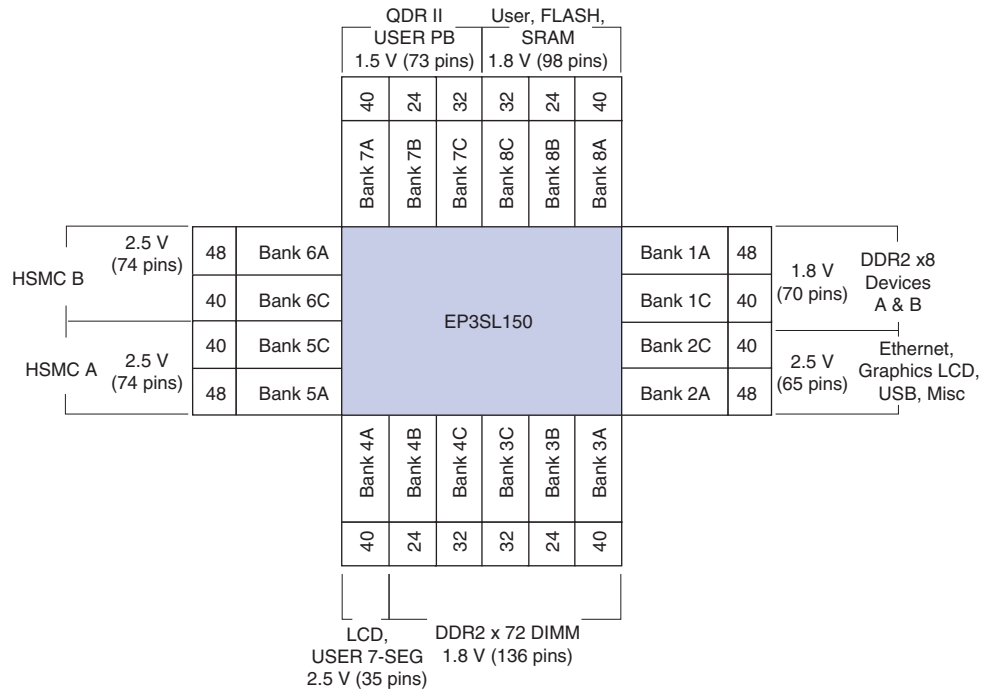 QDR II
USER PB
1.5 V (73 pins)
User, FLASH,
SRAM
1.8 V (98 pins)
40
24
32
32
24
40
Bank 7A
Bank 7B
Bank 7C
Bank 8C
Bank 8B
Bank 8A
HSMC B
2.5 V
(74 pins)
48
Bank 6A
40
Bank 6C
HSMC A
2.5 V
(74 pins)
40
Bank 5C
48
Bank 5A
EP3SL150
Bank 1A
48
Bank 1C
40
1.8 V
(70 pins)
DDR2 x8
Devices
A & B
Bank 2C
40
Bank 2A
48
2.5 V
(65 pins)
Ethernet,
Graphics LCD,
USB, Misc
Bank 4A
Bank 4B
Bank 4C
Bank 3C
Bank 3B
Bank 3A
40
24
32
32
24
40
LCD,
USER 7-SEG
2.5 V (35 pins)
DDR2 x 72 DIMM
1.8 V (136 pins)